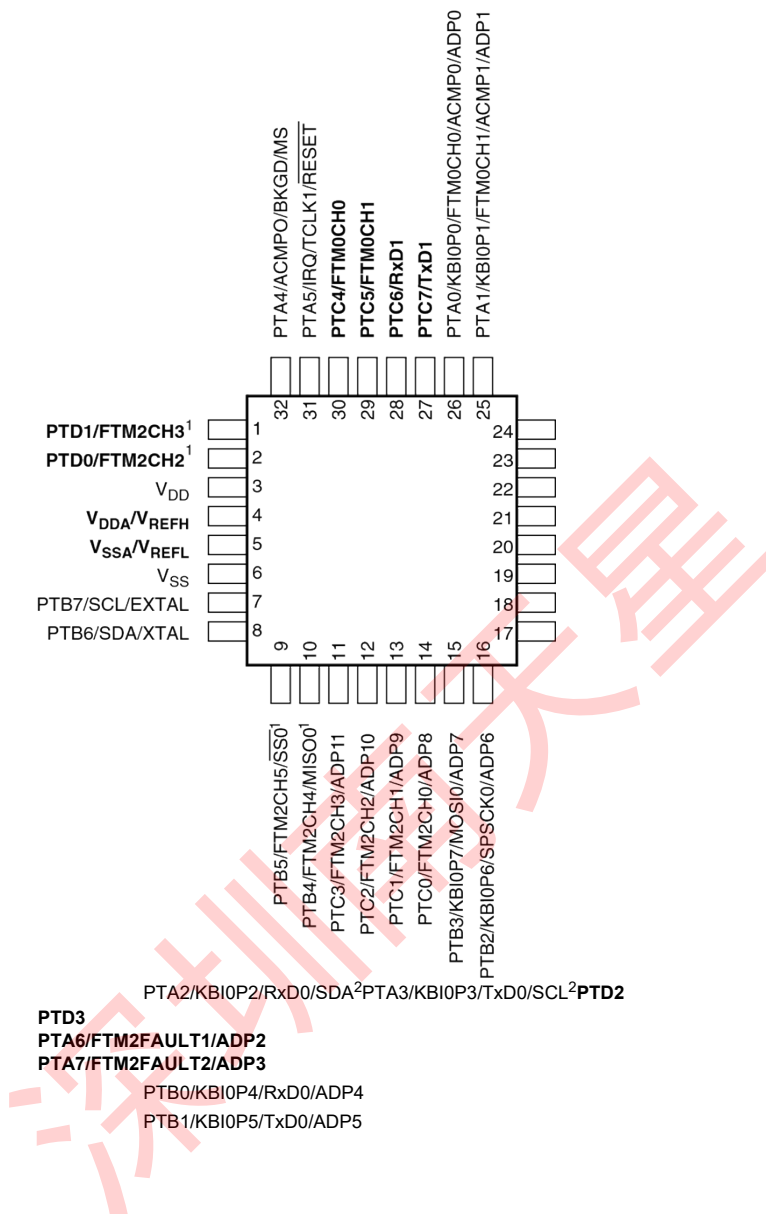 PTA4/ACMPO/BKGD/MS
PTA5/IRQ/TCLK1/RESET
PTC4/FTM0CH0
PTC5/FTM0CH1
PTC6/RxD1
PTC7/TxD1
PTA0/KBI0P0/FTM0CH0/ACMP0/ADP0
PTA1/KBI0P1/FTM0CH1/ACMP1/ADP1
32
31
30
29
28
27
26
25
PTD1/FTM2CH3¹
1
24
PTD0/FTM2CH2¹
2
23
VDD
3
22
VDDA/VREFH
4
21
VSSA/VREFL
5
20
VSS
6
19
PTB7/SCL/EXTAL
7
18
PTB6/SDA/XTAL
8
17
9
10
11
12
13
14
15
16
PTB5/FTM2CH5/SS0¹
PTB4/FTM2CH4/MISO0¹
PTC3/FTM2CH3/ADP11
PTC2/FTM2CH2/ADP10
PTC1/FTM2CH1/ADP9
PTC0/FTM2CH0/ADP8
PTB3/KBI0P7/MOSI0/ADP7
PTB2/KBI0P6/SPSCK0/ADP6
PTA2/KBI0P2/RxD0/SDA²PTA3/KBI0P3/TxD0/SCL²PTD2
PTD3
PTA6/FTM2FAULT1/ADP2
PTA7/FTM2FAULT2/ADP3
PTB0/KBI0P4/RxD0/ADP4
PTB1/KBI0P5/TxD0/ADP5
深圳南天星